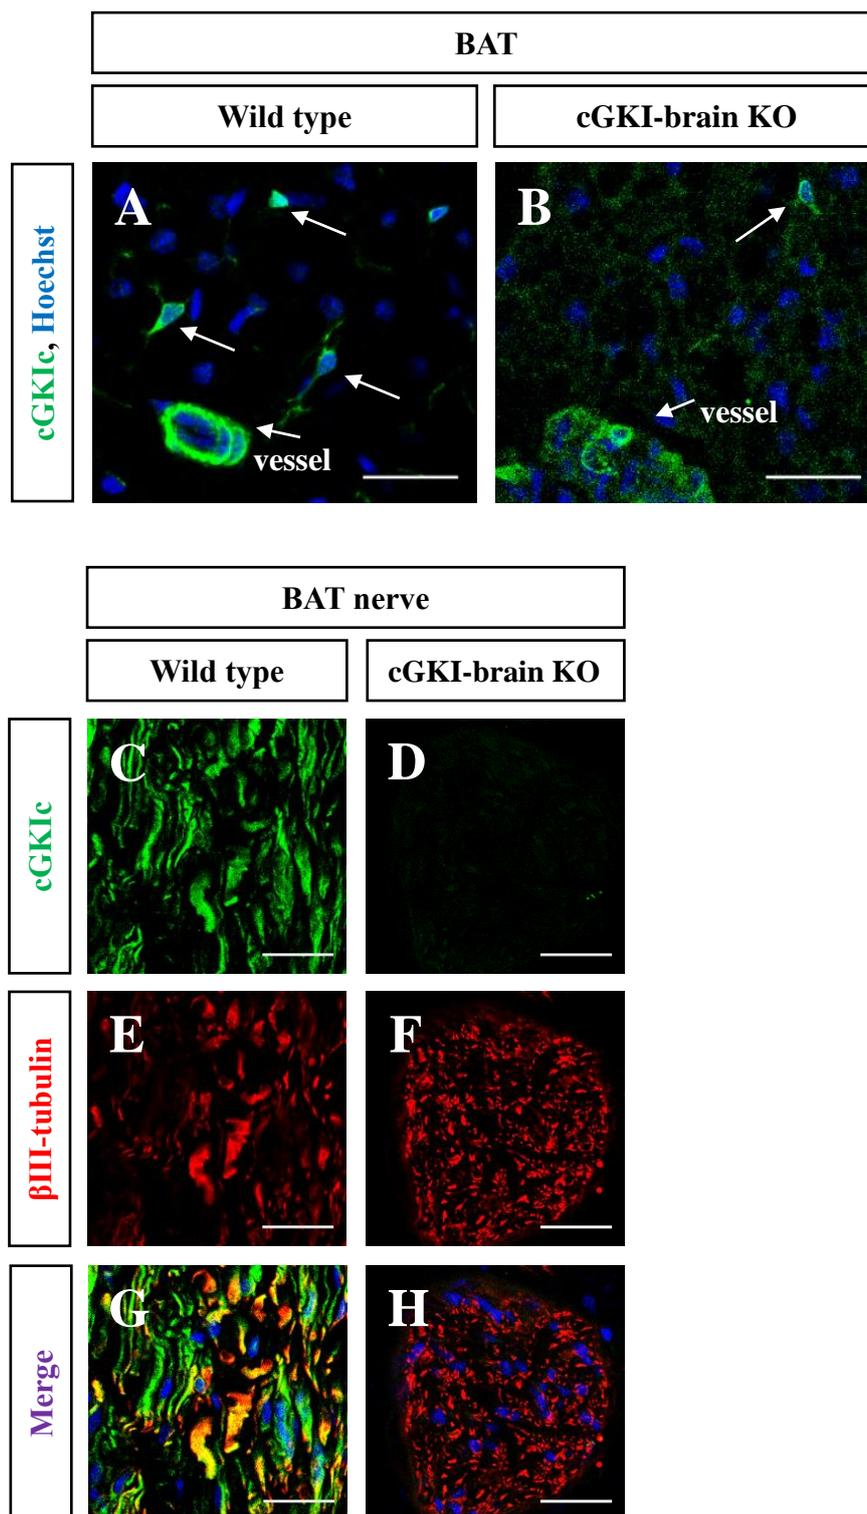 BAT
Wild type
cGKI-brain KO
cGKIc, Hoechst
A
B
vessel
vessel
BAT nerve
Wild type
cGKI-brain KO
cGKIc
C
D
βIII-tubulin
E
F
Merge
G
H